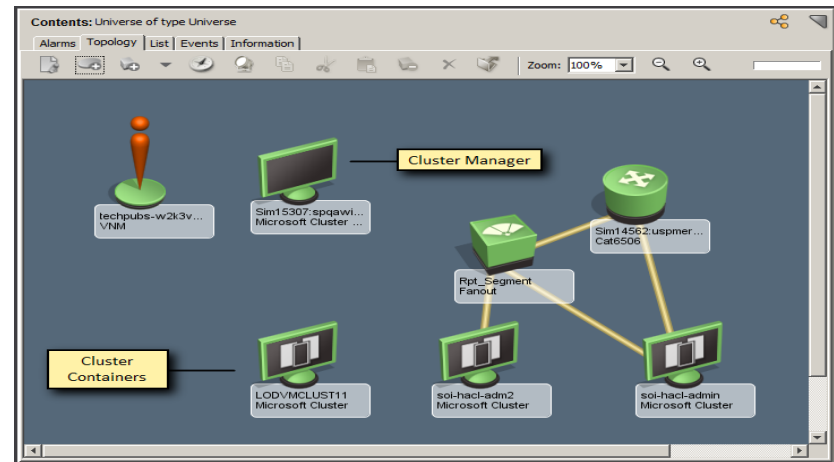 Contents: Universe of type Universe
Alarms Topology List Events Information
Zoom: 100%
Cluster Manager
techpubs-w2k3v...
VNM
Sim15307:spqawi...
Microsoft Cluster ...
Sim14562:uspmer...
Cat6506
Rpt_Segment
Fanout
Cluster
Containers
LODVMCLUST11
Microsoft Cluster
soi-hacl-adm2
Microsoft Cluster
soi-hacl-admin
Microsoft Cluster